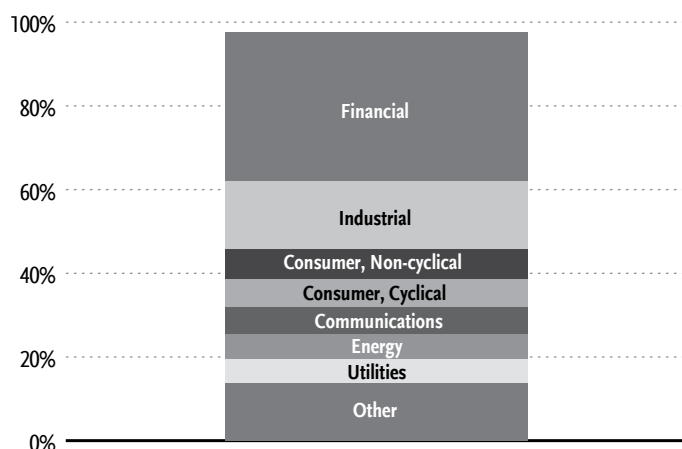 100%
Financial
80%
60%
Industrial
Consumer, Non-cyclical
40%
Consumer, Cyclical
Communications
Energy
20%
Utilities
Other
0%